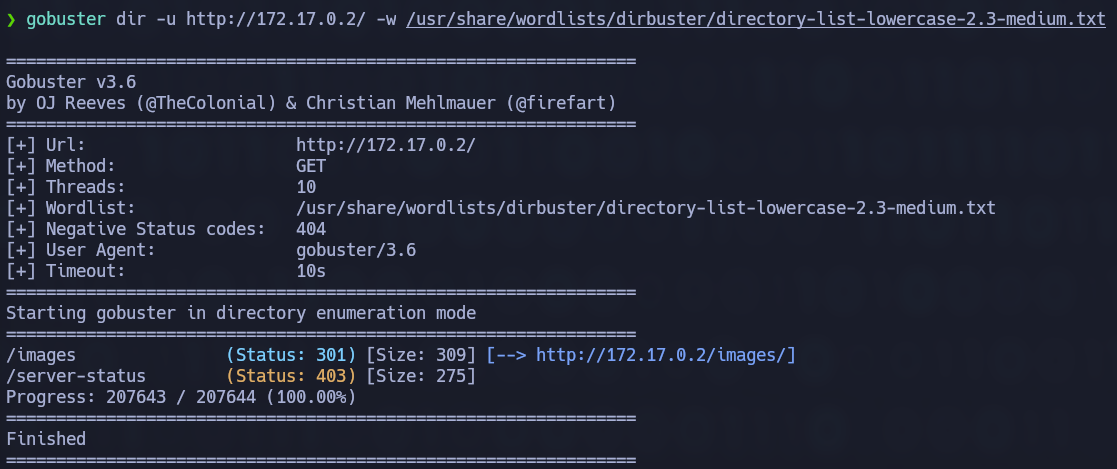 ❯ gobuster dir -u http://172.17.0.2/ -w /usr/share/wordlists/dirbuster/directory-list-lowercase-2.3-medium.txt
===============================================================
Gobuster v3.6
by OJ Reeves (@TheColonial) & Christian Mehlmauer (@firefart)
===============================================================
[+] Url:                     http://172.17.0.2/
[+] Method:                  GET
[+] Threads:                 10
[+] Wordlist:                /usr/share/wordlists/dirbuster/directory-list-lowercase-2.3-medium.txt
[+] Negative Status codes:   404
[+] User Agent:              gobuster/3.6
[+] Timeout:                 10s
===============================================================
Starting gobuster in directory enumeration mode
===============================================================
/images               (Status: 301) [Size: 309] [--> http://172.17.0.2/images/]
/server-status        (Status: 403) [Size: 275]
Progress: 207643 / 207644 (100.00%)
===============================================================
Finished
===============================================================